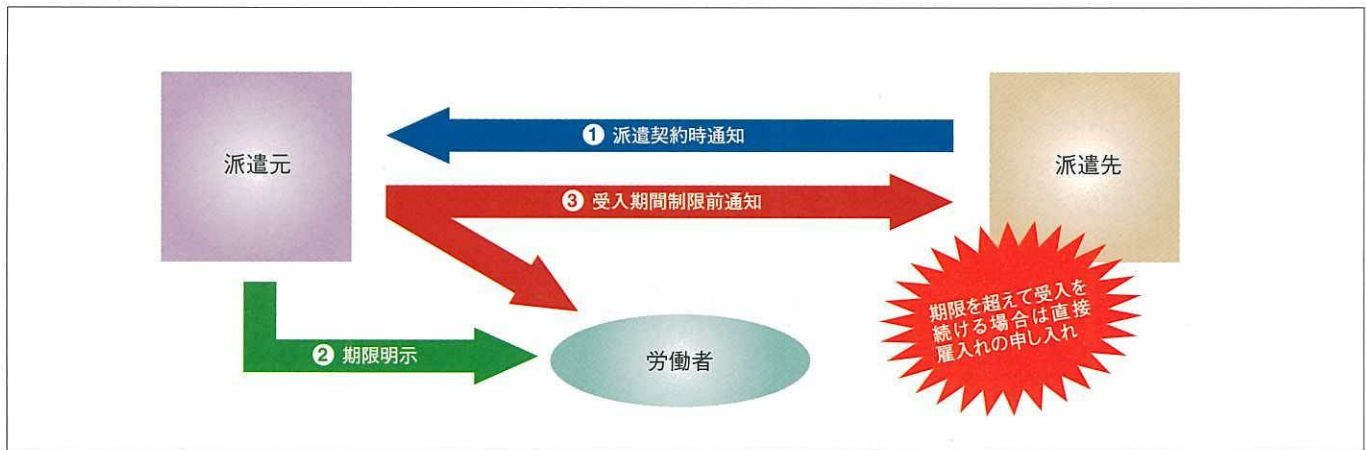 派遣元
❶ 派遣契約時通知
派遣先
❸ 受入期間制限前通知
期限を超えて受入を
続ける場合は直接
雇入れの申し入れ
❷ 期限明示
労働者